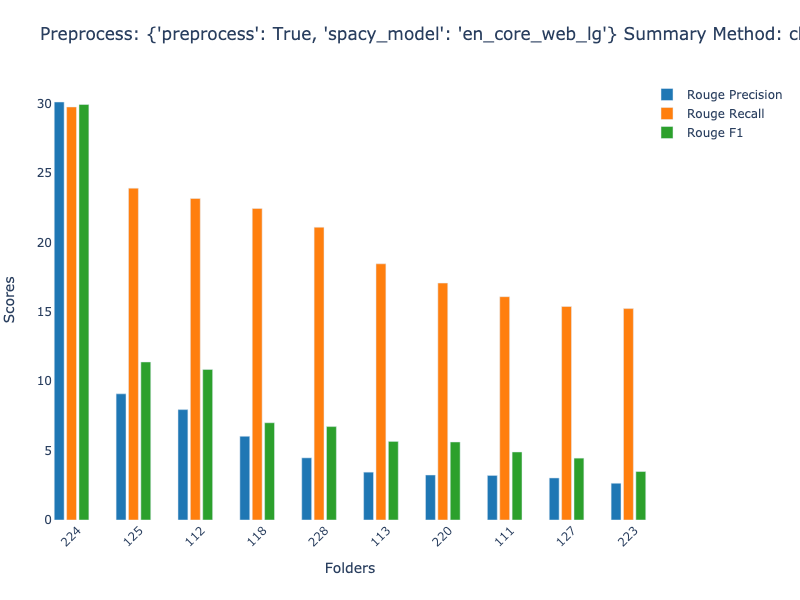 Preprocess: {'preprocess': True, 'spacy_model': 'en_core_web_lg'} Summary Method:
Rouge Precision
Rouge Recall
Rouge F1
30
25
20
15
10
5
0
Scores
224 125 112 118 228 113 220 111 127 223
Folders